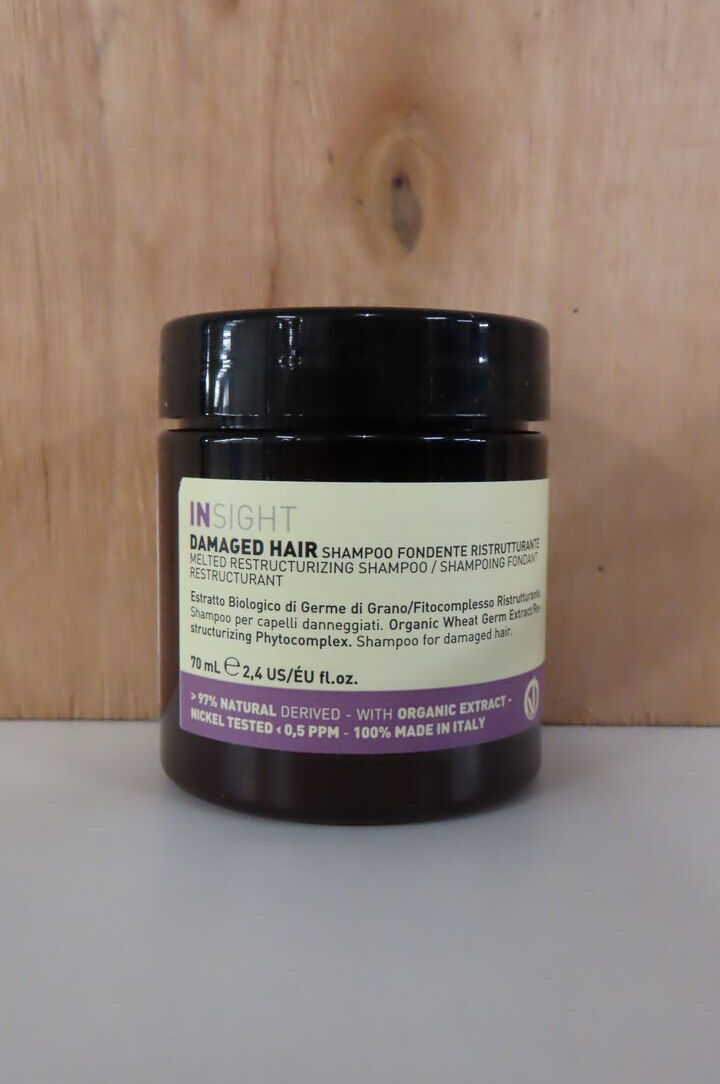 INSIGHT
DAMAGED HAIR SHAMPOO FONDENTE RISTRUTTURANTE
MELTED RESTRUCTURIZING SHAMPOO / SHAMPOING FONDANT
RESTRUCTURANT
Estratto Biologico di Germe di Grano/Fitocomplesso Ristrutturante.
Shampoo per capelli danneggiati. Organic Wheat Germ Extract/Re-
structurizing Phytocomplex. Shampoo for damaged hair.
70 mL ℮ 2,4 US/ÉU fl.oz.
> 97% NATURAL DERIVED - WITH ORGANIC EXTRACT -
NICKEL TESTED < 0,5 PPM - 100% MADE IN ITALY